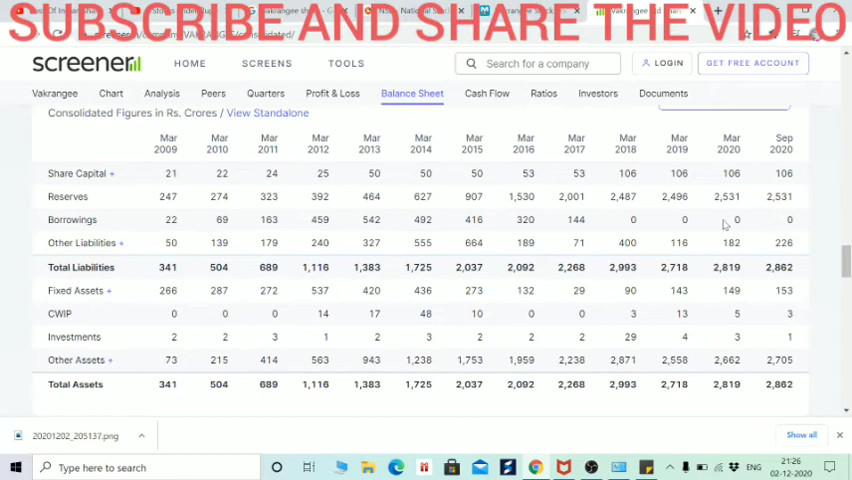 SUBSCRIBE AND SHARE THE VIDEO
screener
HOME SCREENS TOOLS
Search for a company
LOGIN
GET FREE ACCOUNT
Vakrangee Chart Analysis Peers Quarters Profit & Loss Balance Sheet Cash Flow Ratios Investors Documents
Consolidated Figures in Rs. Crores / View Standalone
Mar 2009 Mar 2010 Mar 2011 Mar 2012 Mar 2013 Mar 2014 Mar 2015 Mar 2016 Mar 2017 Mar 2018 Mar 2019 Mar 2020 Sep 2020
Share Capital + 21 22 24 25 50 50 50 53 53 106 106 106 106
Reserves 247 274 323 392 464 627 907 1,530 2,001 2,487 2,496 2,531 2,531
Borrowings 22 69 163 459 542 492 416 320 144 0 0 0 0
Other Liabilities + 50 139 179 240 327 555 664 189 71 400 116 182 226
Total Liabilities 341 504 689 1,116 1,383 1,725 2,037 2,092 2,268 2,993 2,718 2,819 2,862
Fixed Assets + 266 287 272 537 420 436 273 132 29 90 143 149 153
CWIP 0 0 0 14 17 48 10 0 0 3 13 5 3
Investments 2 2 3 1 2 3 2 2 2 29 4 3 1
Other Assets + 73 215 414 563 943 1,238 1,753 1,959 2,238 2,871 2,558 2,662 2,705
Total Assets 341 504 689 1,116 1,383 1,725 2,037 2,092 2,268 2,993 2,718 2,819 2,862
20201202_205137.png
Show all
Type here to search
ENG
21:26
02-12-2020